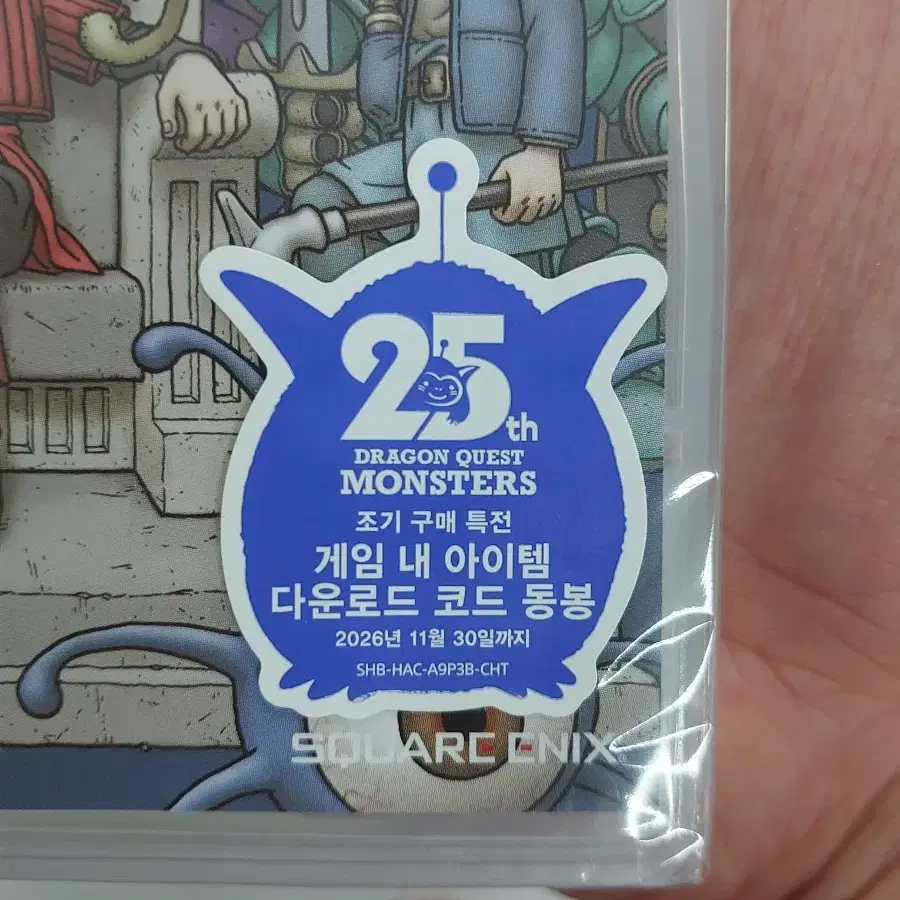 25th
DRAGON QUEST
MONSTERS
조기 구매 특전
게임 내 아이템
다운로드 코드 동봉
2026년 11월 30일까지
SHB-HAC-A9P3B-CHT
SQUARE ENIX